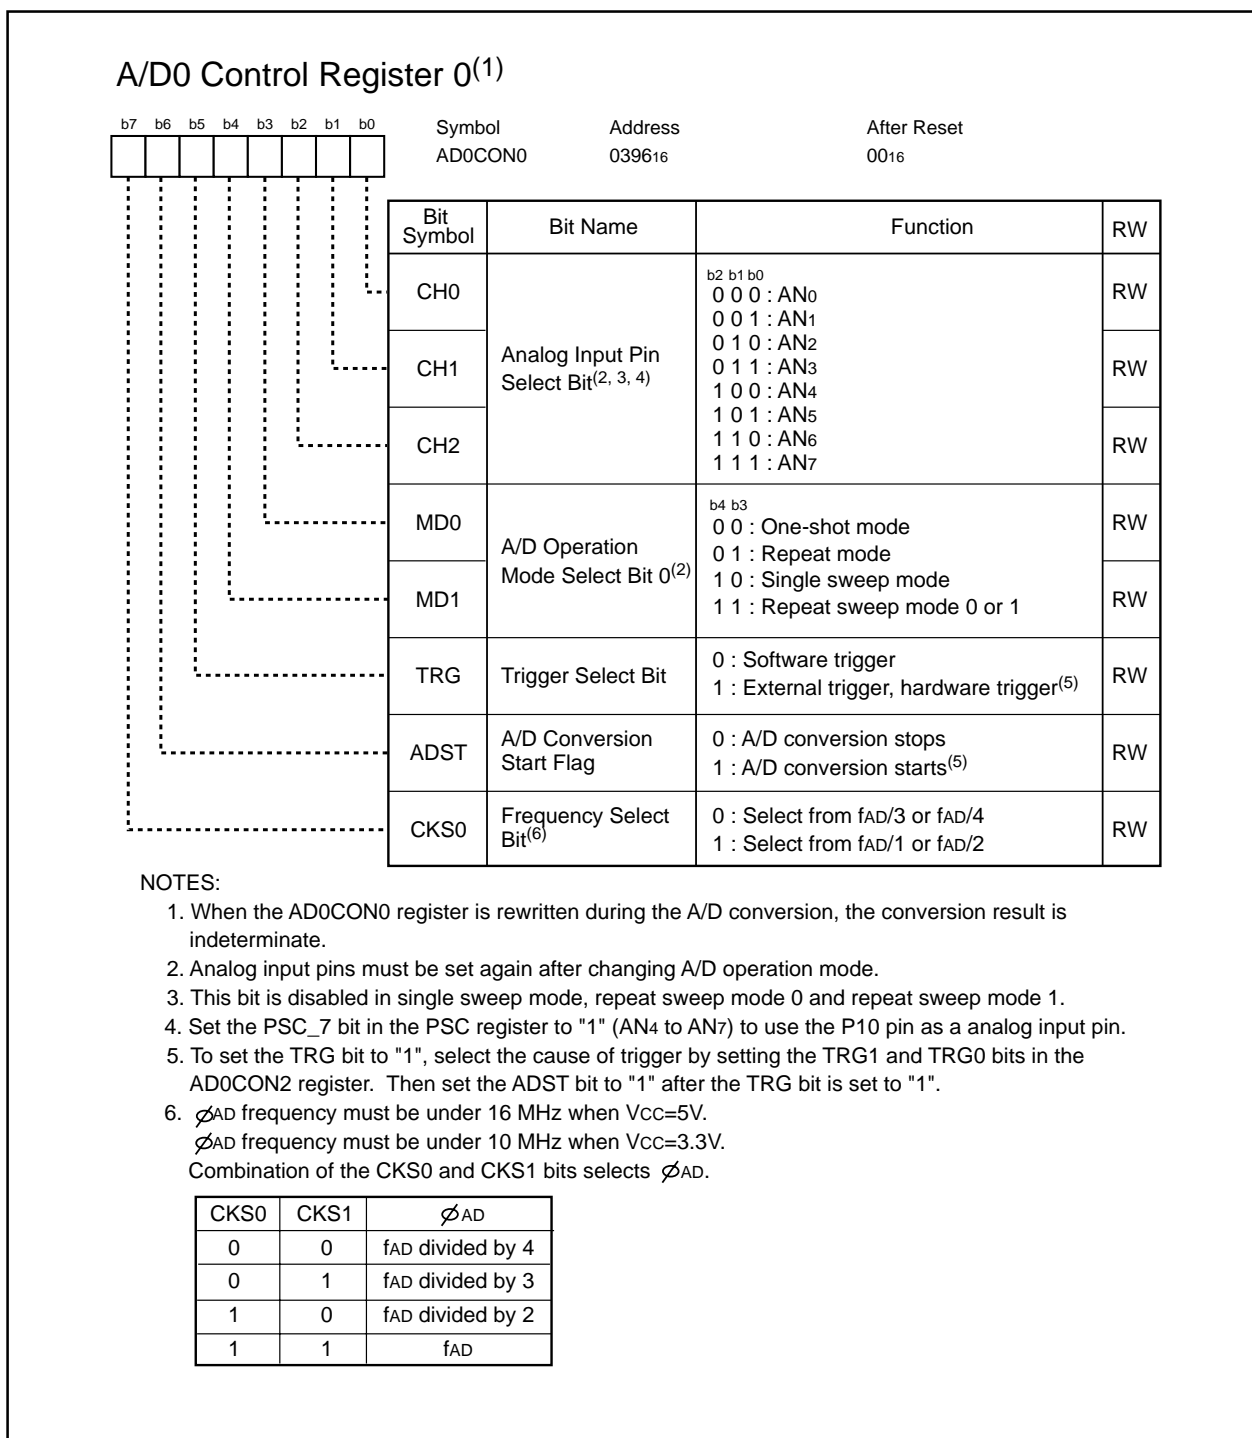 A/D0 Control Register 0(1)
b7 b6 b5 b4 b3 b2 b1 b0
Symbol Address After Reset
AD0CON0 039616 0016
Bit Symbol Bit Name Function RW
CH0 RW
CH1 RW
CH2 RW
Analog Input Pin
Select Bit(2, 3, 4)
b2 b1 b0
0 0 0 : AN0
0 0 1 : AN1
0 1 0 : AN2
0 1 1 : AN3
1 0 0 : AN4
1 0 1 : AN5
1 1 0 : AN6
1 1 1 : AN7
MD0 RW
MD1 RW
A/D Operation
Mode Select Bit 0(2)
b4 b3
0 0 : One-shot mode
0 1 : Repeat mode
1 0 : Single sweep mode
1 1 : Repeat sweep mode 0 or 1
TRG Trigger Select Bit
0 : Software trigger
1 : External trigger, hardware trigger(5)
RW
ADST
A/D Conversion
Start Flag
0 : A/D conversion stops
1 : A/D conversion starts(5)
RW
CKS0
Frequency Select
Bit(6)
0 : Select from fAD/3 or fAD/4
1 : Select from fAD/1 or fAD/2
RW
NOTES:
1. When the AD0CON0 register is rewritten during the A/D conversion, the conversion result is
indeterminate.
2. Analog input pins must be set again after changing A/D operation mode.
3. This bit is disabled in single sweep mode, repeat sweep mode 0 and repeat sweep mode 1.
4. Set the PSC_7 bit in the PSC register to "1" (AN4 to AN7) to use the P10 pin as a analog input pin.
5. To set the TRG bit to "1", select the cause of trigger by setting the TRG1 and TRG0 bits in the
AD0CON2 register. Then set the ADST bit to "1" after the TRG bit is set to "1".
6. ØAD frequency must be under 16 MHz when VCC=5V.
ØAD frequency must be under 10 MHz when VCC=3.3V.
Combination of the CKS0 and CKS1 bits selects ØAD.
CKS0 CKS1 ØAD
0 0 fAD divided by 4
0 1 fAD divided by 3
1 0 fAD divided by 2
1 1 fAD